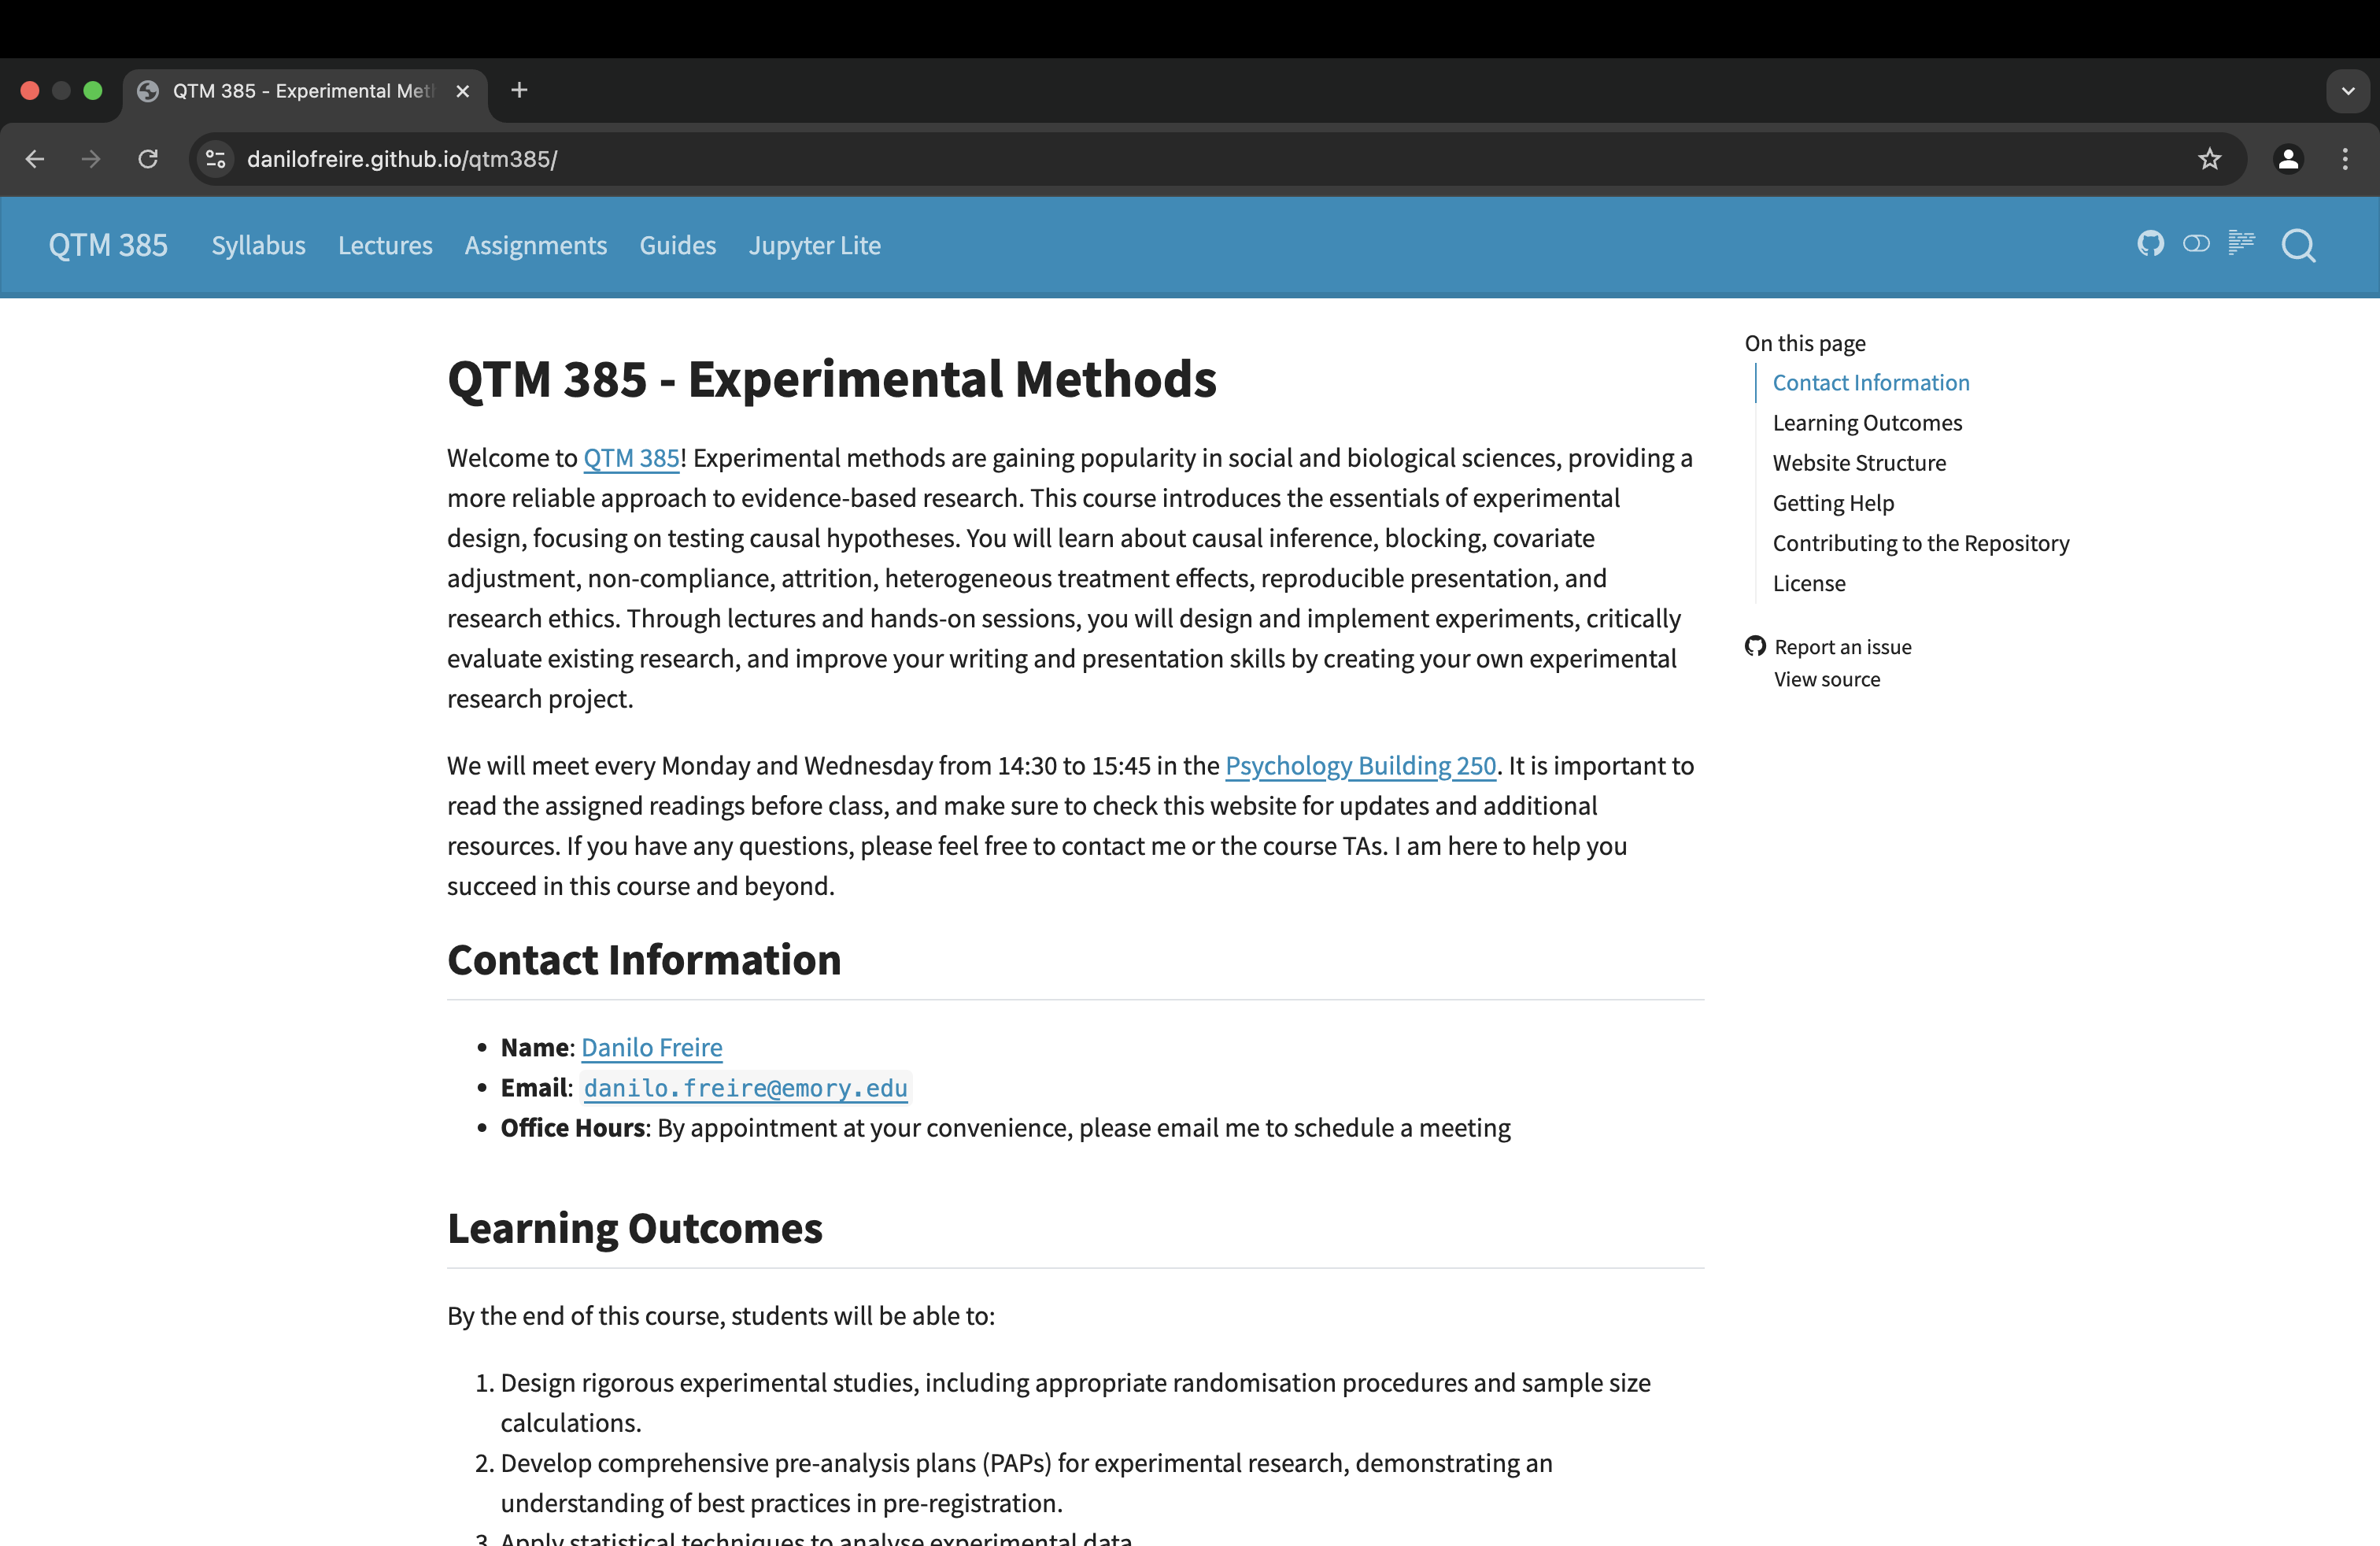 QTM 385 - Experimental Meth
danilofreire.github.io/qtm385/
QTM 385 Syllabus Lectures Assignments Guides Jupyter Lite
QTM 385 - Experimental Methods
Welcome to QTM 385! Experimental methods are gaining popularity in social and biological sciences, providing a
more reliable approach to evidence-based research. This course introduces the essentials of experimental
design, focusing on testing causal hypotheses. You will learn about causal inference, blocking, covariate
adjustment, non-compliance, attrition, heterogeneous treatment effects, reproducible presentation, and
research ethics. Through lectures and hands-on sessions, you will design and implement experiments, critically
evaluate existing research, and improve your writing and presentation skills by creating your own experimental
research project.
We will meet every Monday and Wednesday from 14:30 to 15:45 in the Psychology Building 250. It is important to
read the assigned readings before class, and make sure to check this website for updates and additional
resources. If you have any questions, please feel free to contact me or the course TAs. I am here to help you
succeed in this course and beyond.
Contact Information
• Name: Danilo Freire
• Email: danilo.freire@emory.edu
• Office Hours: By appointment at your convenience, please email me to schedule a meeting
Learning Outcomes
By the end of this course, students will be able to:
1. Design rigorous experimental studies, including appropriate randomisation procedures and sample size
calculations.
2. Develop comprehensive pre-analysis plans (PAPs) for experimental research, demonstrating an
understanding of best practices in pre-registration.
3. Apply statistical techniques to analyse experimental data
On this page
Contact Information
Learning Outcomes
Website Structure
Getting Help
Contributing to the Repository
License
Report an issue
View source